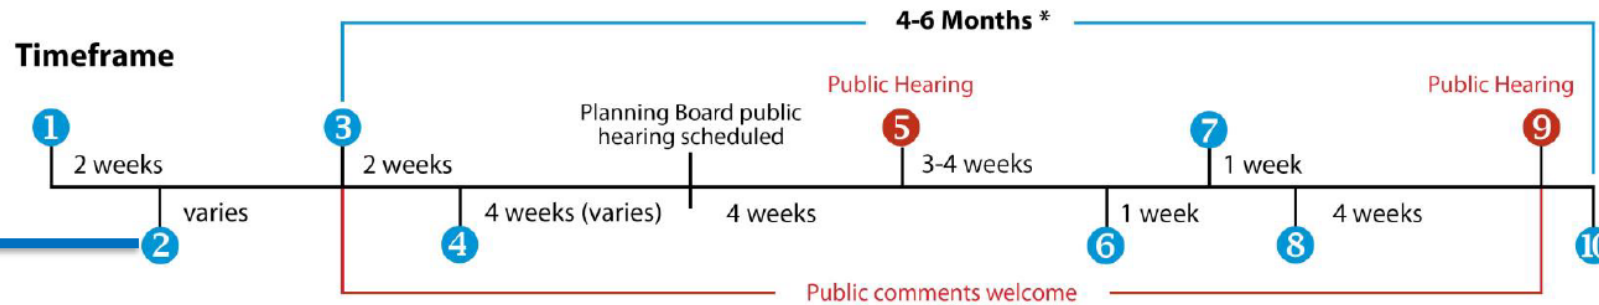 4-6 Months *
Timeframe
Public Hearing
Public Hearing
Planning Board public
hearing scheduled
1
3
5
7
9
2 weeks
2 weeks
3-4 weeks
1 week
varies
4 weeks (varies)
4 weeks
1 week
4 weeks
2
4
6
8
10
Public comments welcome